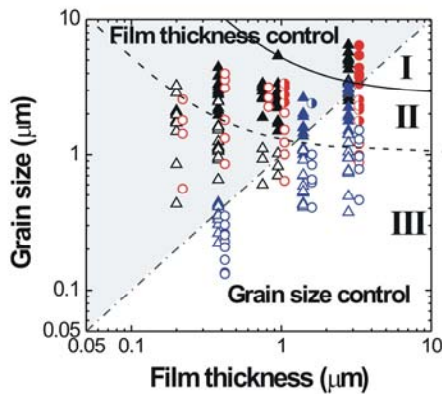 10
Film thickness control
I
II
1
III
Grain size (μm)
0.1
Grain size control
0.05
0.05 0.1 1 10
Film thickness (μm)